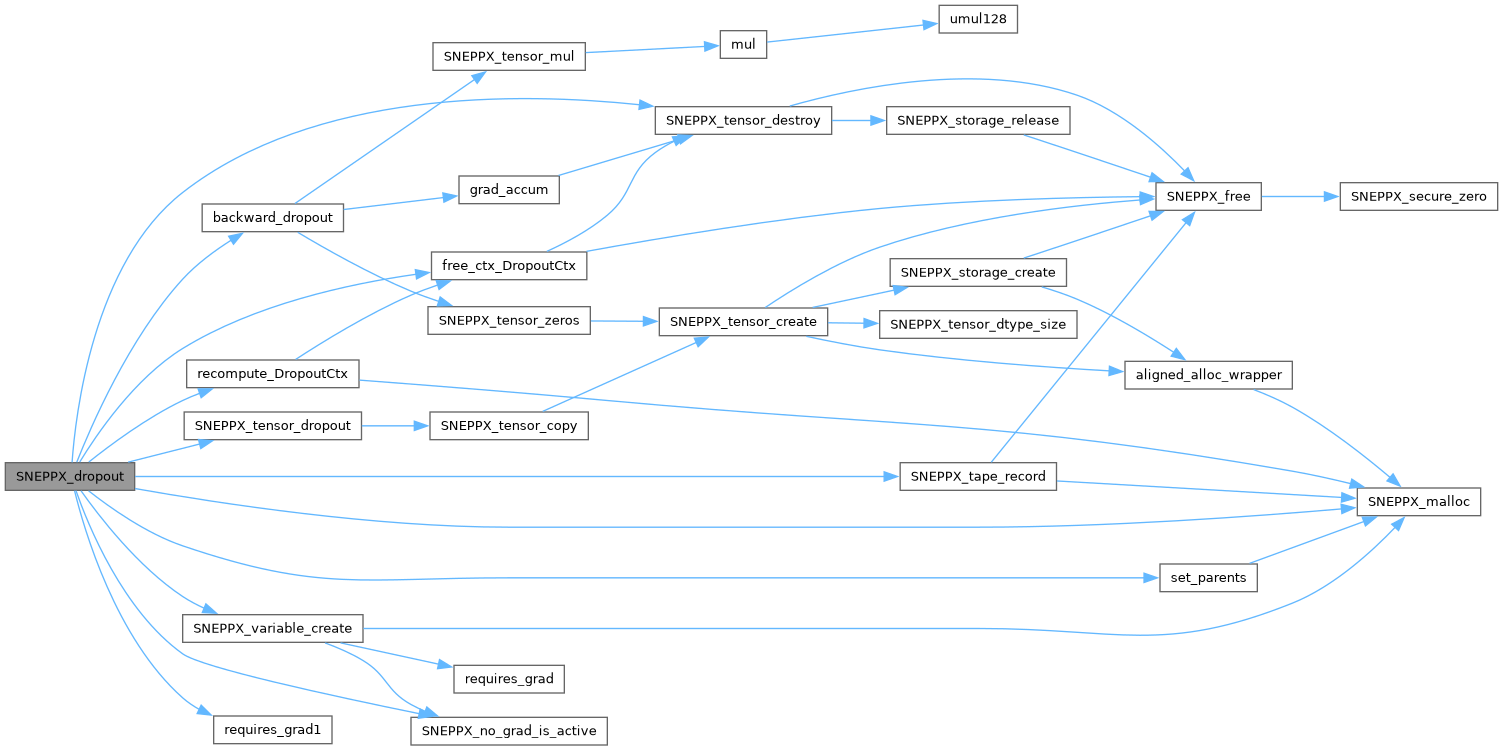 umul128
mul
SNEPPX_tensor_mul
SNEPPX_tensor_destroy
SNEPPX_storage_release
grad_accum
SNEPPX_free
SNEPPX_secure_zero
backward_dropout
free_ctx_DropoutCtx
SNEPPX_storage_create
SNEPPX_tensor_zeros
SNEPPX_tensor_create
SNEPPX_tensor_dtype_size
recompute_DropoutCtx
aligned_alloc_wrapper
SNEPPX_tensor_dropout
SNEPPX_tensor_copy
SNEPPX_dropout
SNEPPX_tape_record
SNEPPX_malloc
set_parents
SNEPPX_variable_create
requires_grad
requires_grad1
SNEPPX_no_grad_is_active